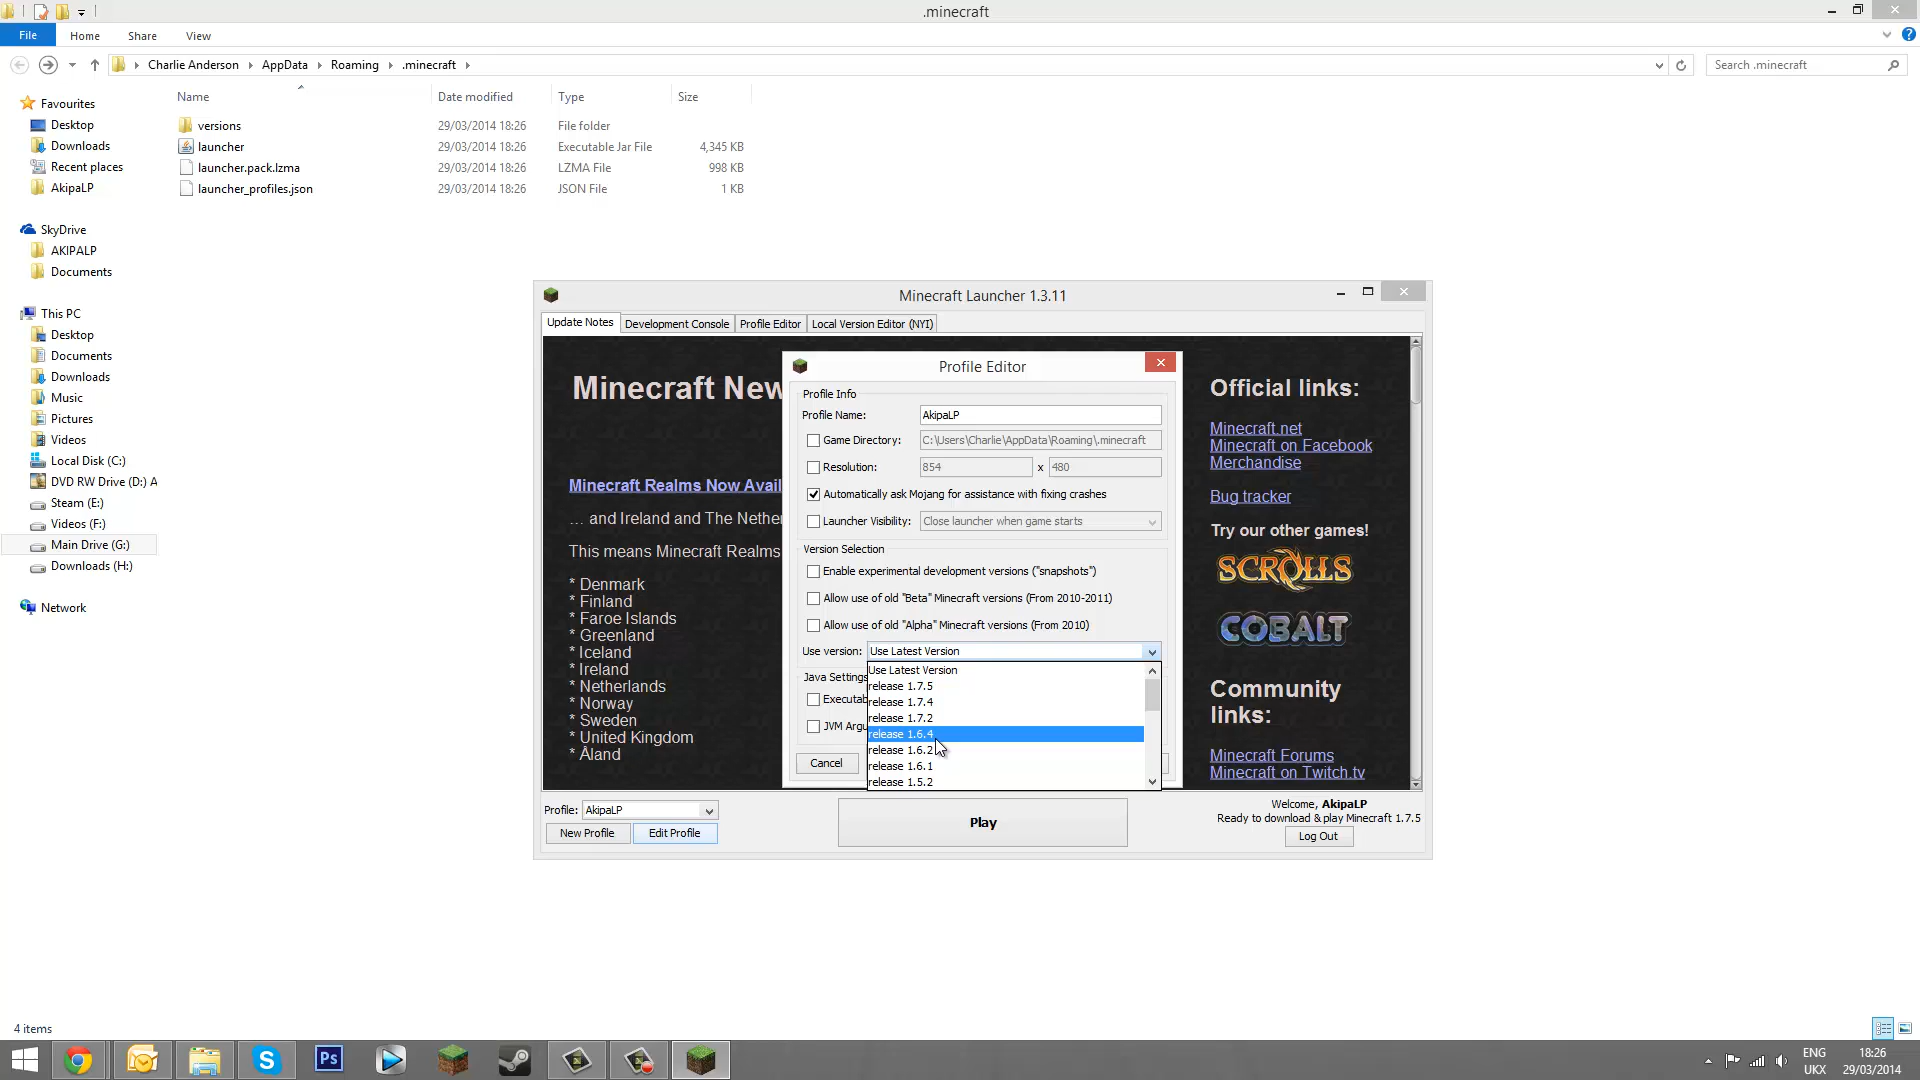 .minecraft
File
Home
Share
View
Charlie Anderson
AppData
Roaming
.minecraft
Search .minecraft
Name
Date modified
Type
Size
versions 29/03/2014 18:26 File folder
launcher 29/03/2014 18:26 Executable Jar File 4,345 KB
launcher.pack.lzma 29/03/2014 18:26 LZMA File 998 KB
launcher_profiles.json 29/03/2014 18:26 JSON File 1 KB
Favourites
Desktop
Downloads
Recent places
AkipaLP
SkyDrive
AKIPALP
Documents
This PC
Desktop
Documents
Downloads
Music
Pictures
Videos
Local Disk (C:)
DVD RW Drive (D:) A
Steam (E:)
Videos (F:)
Main Drive (G:)
Downloads (H:)
Network
Minecraft Launcher 1.3.11
Update Notes
Development Console
Profile Editor
Local Version Editor (NYI)
Minecraft New
Minecraft Realms Now Avai
… and Ireland and The Nether
This means Minecraft Realms
* Denmark
* Finland
* Faroe Islands
* Greenland
* Iceland
* Ireland
* Netherlands
* Norway
* Sweden
* United Kingdom
* Åland
Profile Editor
Profile Info
Profile Name: AkipaLP
Game Directory: C:\Users\Charlie\AppData\Roaming\.minecraft
Resolution: 854 x 480
Automatically ask Mojang for assistance with fixing crashes
Launcher Visibility: Close launcher when game starts
Version Selection
Enable experimental development versions ("snapshots")
Allow use of old "Beta" Minecraft versions (From 2010-2011)
Allow use of old "Alpha" Minecraft versions (From 2010)
Use version: Use Latest Version
Use Latest Version
release 1.7.5
release 1.7.4
release 1.7.2
release 1.6.4
release 1.6.2
release 1.6.1
release 1.5.2
Java Settings
Executab
JVM Argu
Cancel
Official links:
Minecraft.net
Minecraft on Facebook
Merchandise
Bug tracker
Try our other games!
SCROLLS
COBALT
Community
links:
Minecraft Forums
Minecraft on Twitch.tv
Profile: AkipaLP
New Profile
Edit Profile
Play
Welcome, AkipaLP
Ready to download & play Minecraft 1.7.5
Log Out
4 items
Ps
ENG
UKX
18:26
29/03/2014